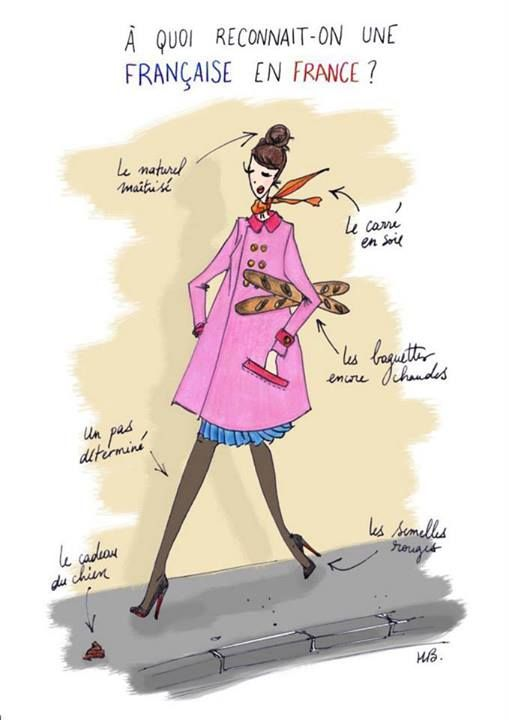 À QUOI RECONNAIT-ON UNE
FRANÇAISE EN FRANCE ?
Le naturel
maîtrisé
Le carré
en soie
Les baguettes
encore chaudes
Un pas
déterminé
Les semelles
rouges
Le cadeau
du chien
HB.